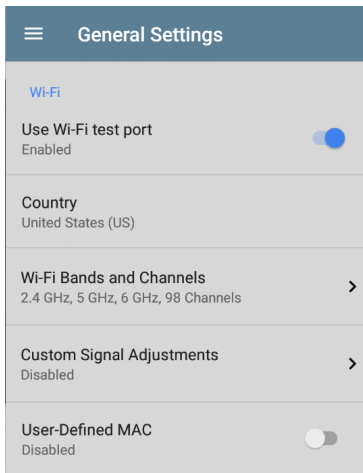 General Settings
Wi-Fi
Use Wi-Fi test port
Enabled
Country
United States (US)
Wi-Fi Bands and Channels
2.4 GHz, 5 GHz, 6 GHz, 98 Channels
Custom Signal Adjustments
Disabled
User-Defined MAC
Disabled